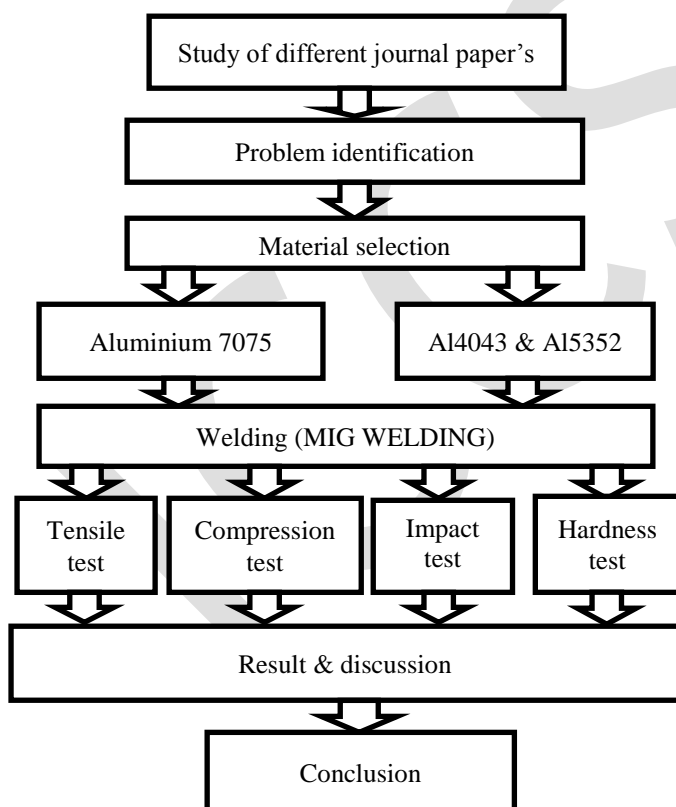 Study of different journal paper’s
Problem identification
Material selection
Aluminium 7075
Al4043 & Al5352
Welding (MIG WELDING)
Tensile
test
Compression
test
Impact
test
Hardness
test
Result & discussion
Conclusion